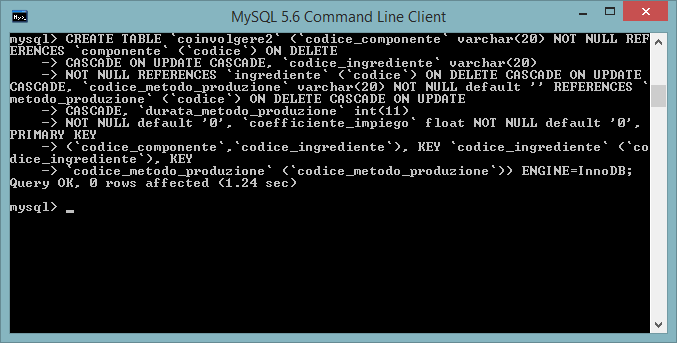 MySQL 5.6 Command Line Client
mysql> CREATE TABLE `coinvolgere2` (`codice_componente` varchar(20) NOT NULL REF
ERENCES `componente` (`codice`) ON DELETE
    -> CASCADE ON UPDATE CASCADE, `codice_ingrediente` varchar(20)
    -> NOT NULL REFERENCES `ingrediente` (`codice`) ON DELETE CASCADE ON UPDATE
CASCADE, `codice_metodo_produzione` varchar(20) NOT NULL default '' REFERENCES `
metodo_produzione` (`codice`) ON DELETE CASCADE ON UPDATE
    -> CASCADE, `durata_metodo_produzione` int(11)
    -> NOT NULL default '0', `coefficiente_impiego` float NOT NULL default '0',
PRIMARY KEY
    -> (`codice_componente`,`codice_ingrediente`), KEY `codice_ingrediente` (`co
dice_ingrediente`), KEY
    -> `codice_metodo_produzione` (`codice_metodo_produzione`)) ENGINE=InnoDB;
Query OK, 0 rows affected (1.24 sec)
mysql> _